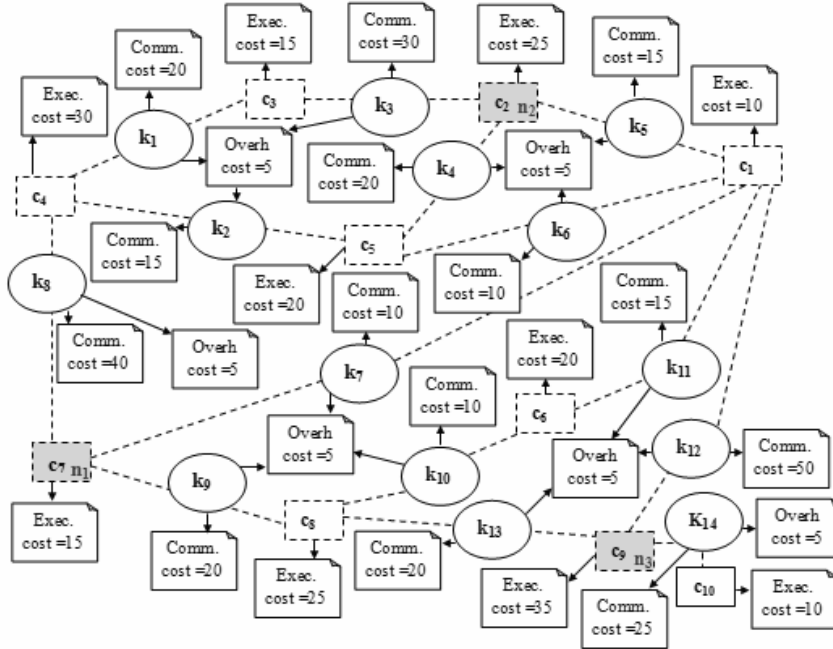 Exec.
cost =15
Comm.
cost =30
Exec.
cost =25
Comm.
cost =20
Comm.
cost =15
Exec.
cost =10
Exec.
cost =30
c3
k3
c2 n2
k5
k1
Overh
cost =5
Comm.
cost =20
k4
Overh
cost =5
c1
c4
k2
c5
k6
Comm.
cost =15
Exec.
cost =20
Comm.
cost =10
k8
Comm.
cost =10
Comm.
cost =15
Comm.
cost =40
Overh
cost =5
k7
Exec.
cost =20
k11
Comm.
cost =10
c6
Overh
cost =5
k12
Comm.
cost =50
c7 n1
k9
k10
Overh
cost =5
Exec.
cost =15
c8
k13
K14
Overh
cost =5
Comm.
cost =20
Exec.
cost =25
Comm.
cost =20
c9 n3
Exec.
cost =35
Comm.
cost =25
c10
Exec.
cost =10